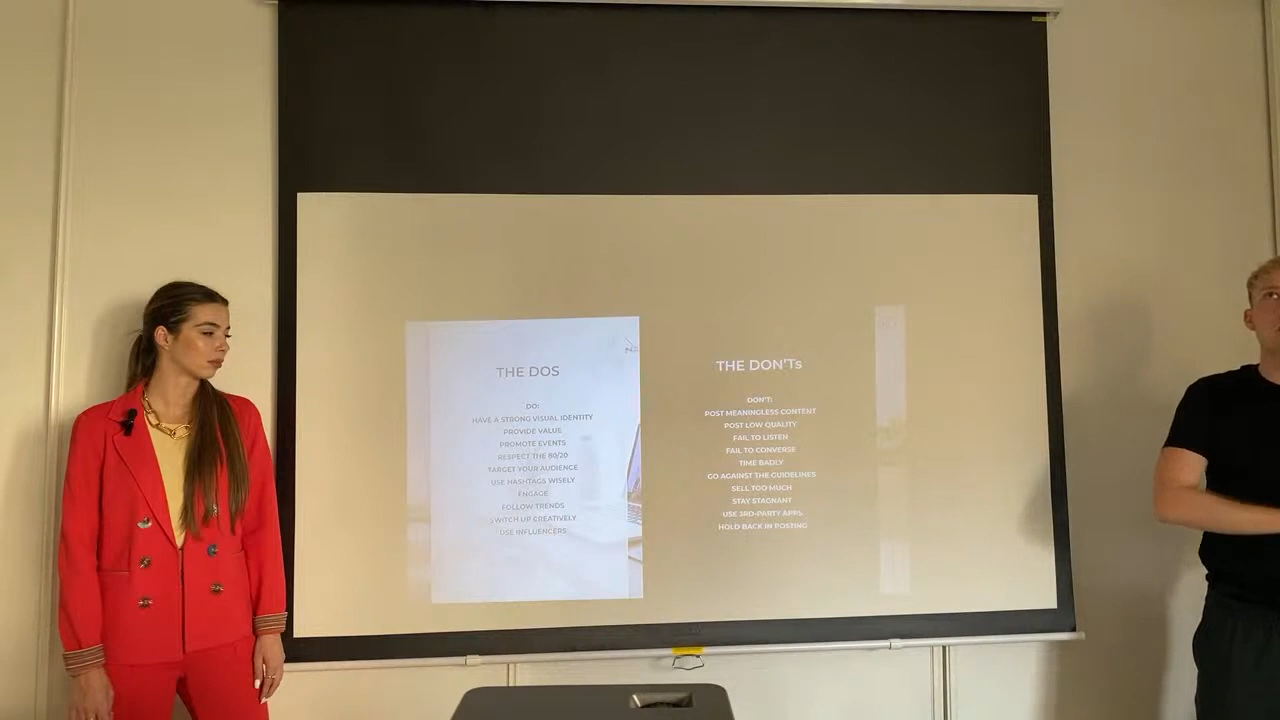 THE DOS
DO:
HAVE A STRONG VISUAL IDENTITY
PROVIDE VALUE
PROMOTE EVENTS
RESPECT THE 80/20
TARGET YOUR AUDIENCE
USE HASHTAGS WISELY
ENGAGE
FOLLOW TRENDS
SWITCH UP CREATIVELY
USE INFLUENCERS
THE DON'Ts
DON'T:
POST MEANINGLESS CONTENT
POST LOW QUALITY
FAIL TO LISTEN
FAIL TO CONVERSE
TIME BADLY
GO AGAINST THE GUIDELINES
SELL TOO MUCH
STAY STAGNANT
USE 3RD-PARTY APPS
HOLD BACK IN POSTING